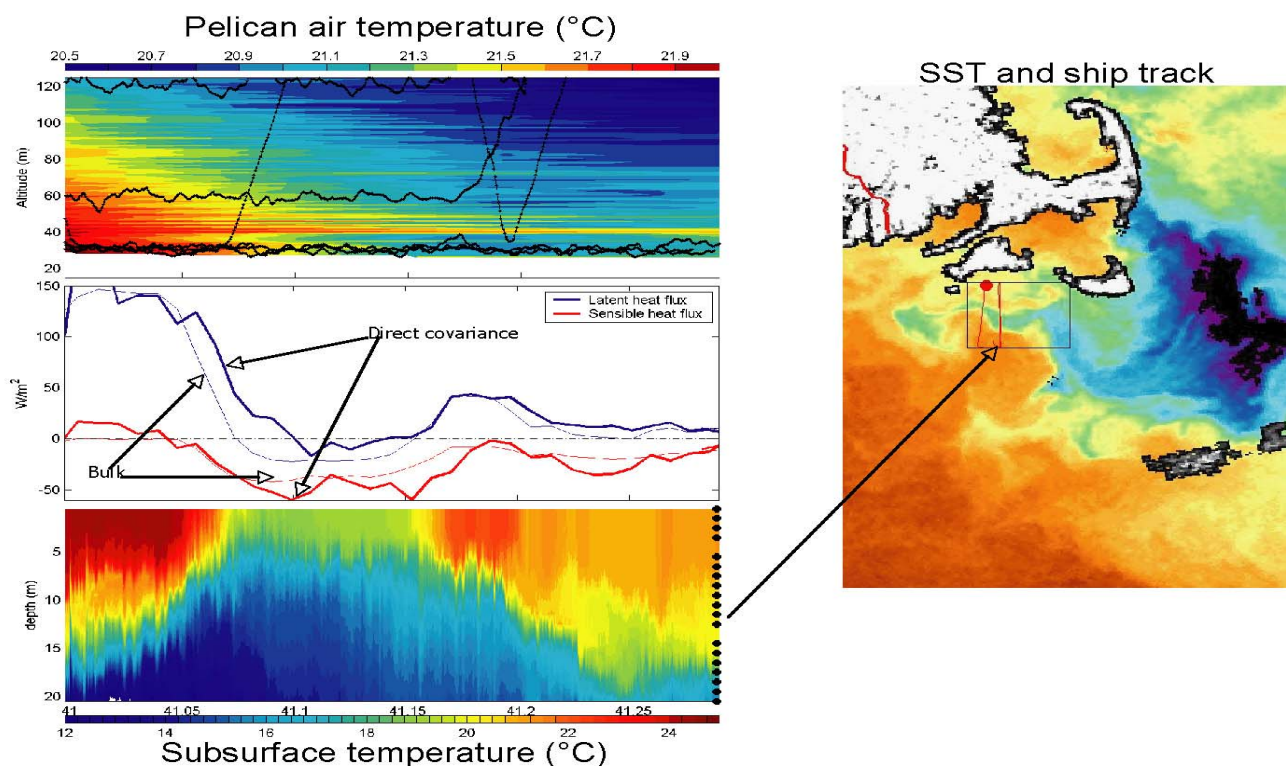 Pelican air temperature (°C)
20.5 20.7 20.9 21.1 21.3 21.5 21.7 21.9
SST and ship track
120
100
80
60
40
20
Altitude (m)
150
100
50
0
-50
W/m²
Latent heat flux
Sensible heat flux
Direct covariance
Bulk
5
10
15
20
depth (m)
41 41.05 41.1 41.15 41.2 41.25
12 14 16 18 20 22 24
Subsurface temperature (°C)